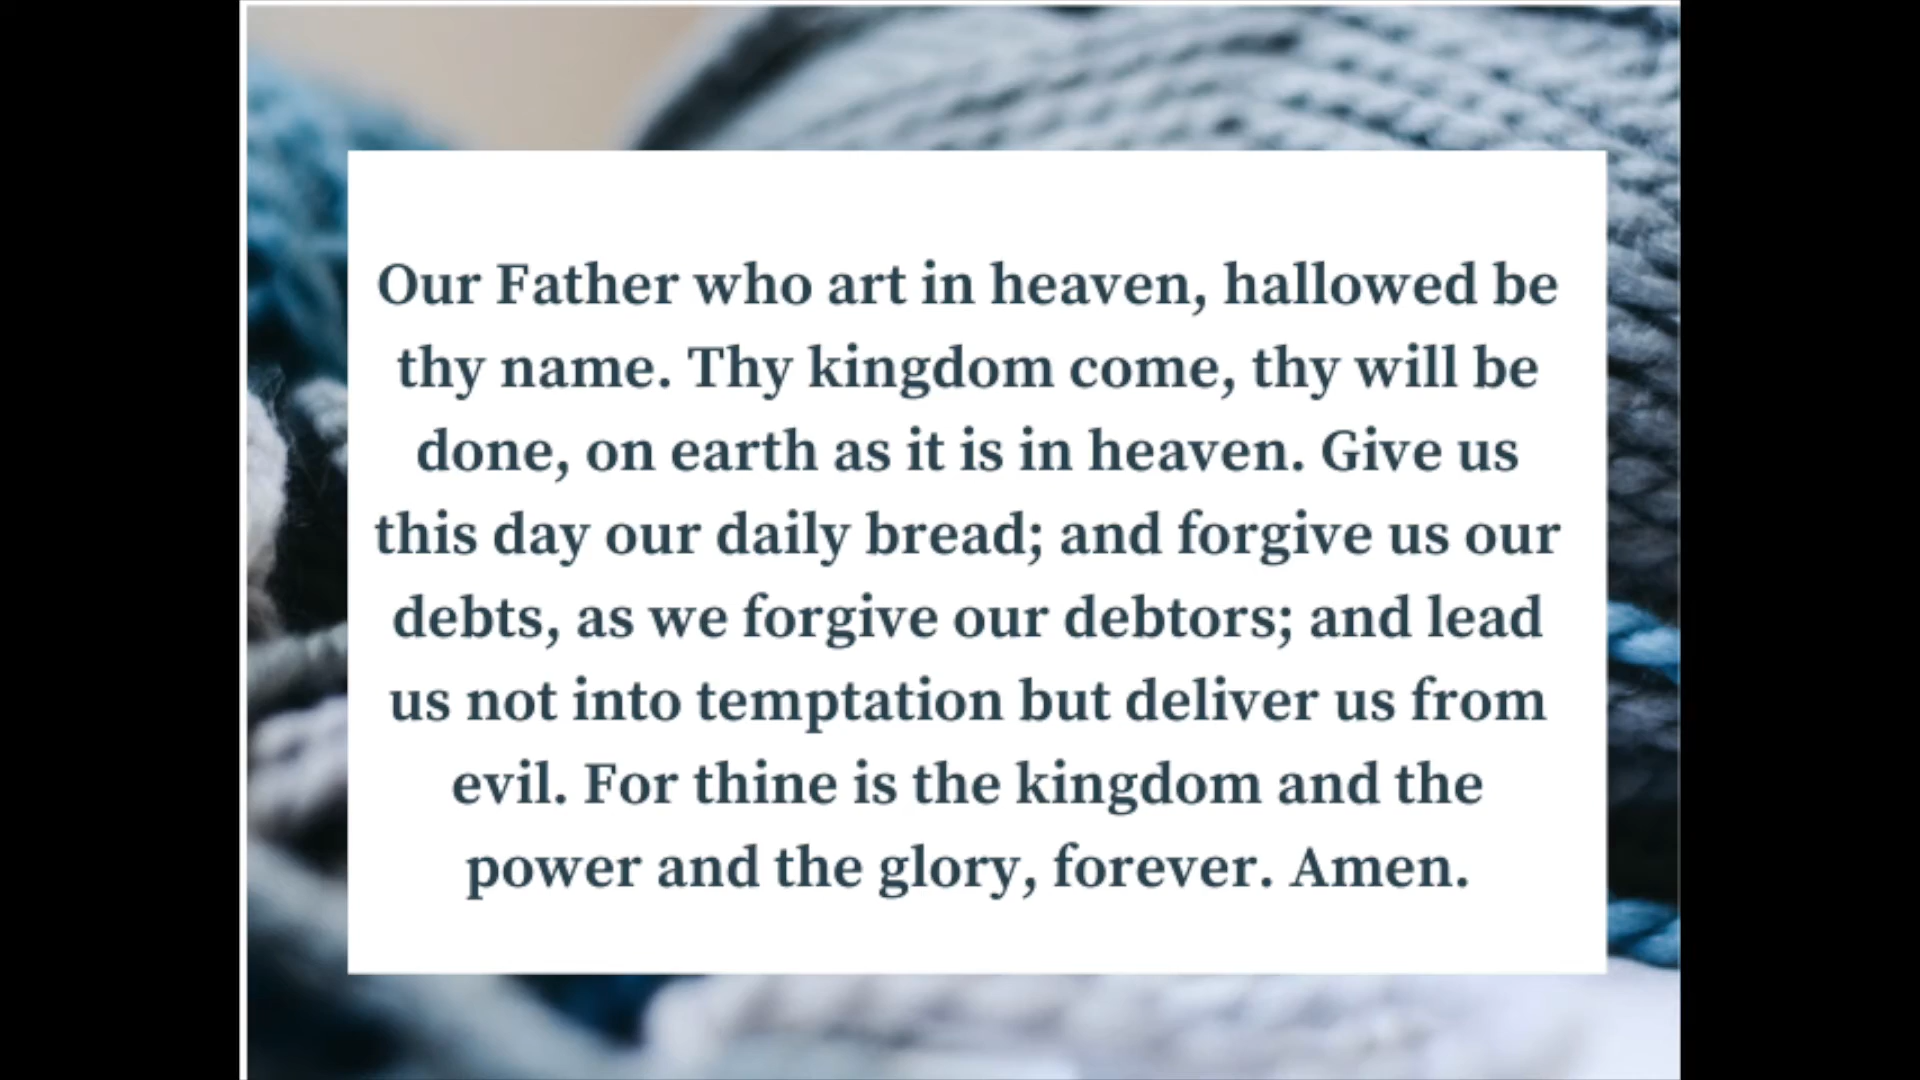 Our Father who art in heaven, hallowed be
thy name. Thy kingdom come, thy will be
done, on earth as it is in heaven. Give us
this day our daily bread; and forgive us our
debts, as we forgive our debtors; and lead
us not into temptation but deliver us from
evil. For thine is the kingdom and the
power and the glory, forever. Amen.